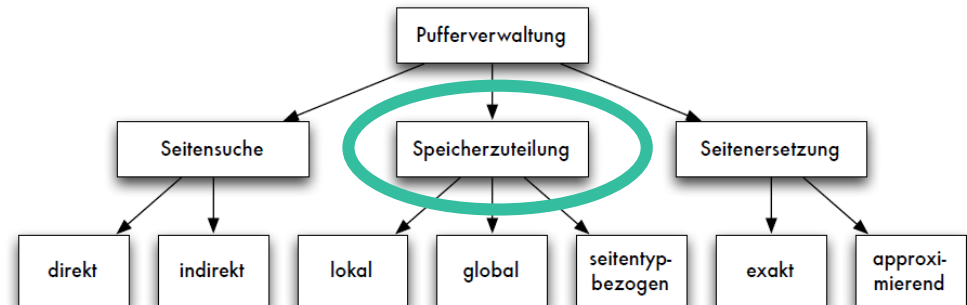 Pufferverwaltung
Seitensuche
Speicherzuteilung
Seitenersetzung
direkt
indirekt
lokal
global
seitentyp-
bezogen
exakt
approxi-
mierend